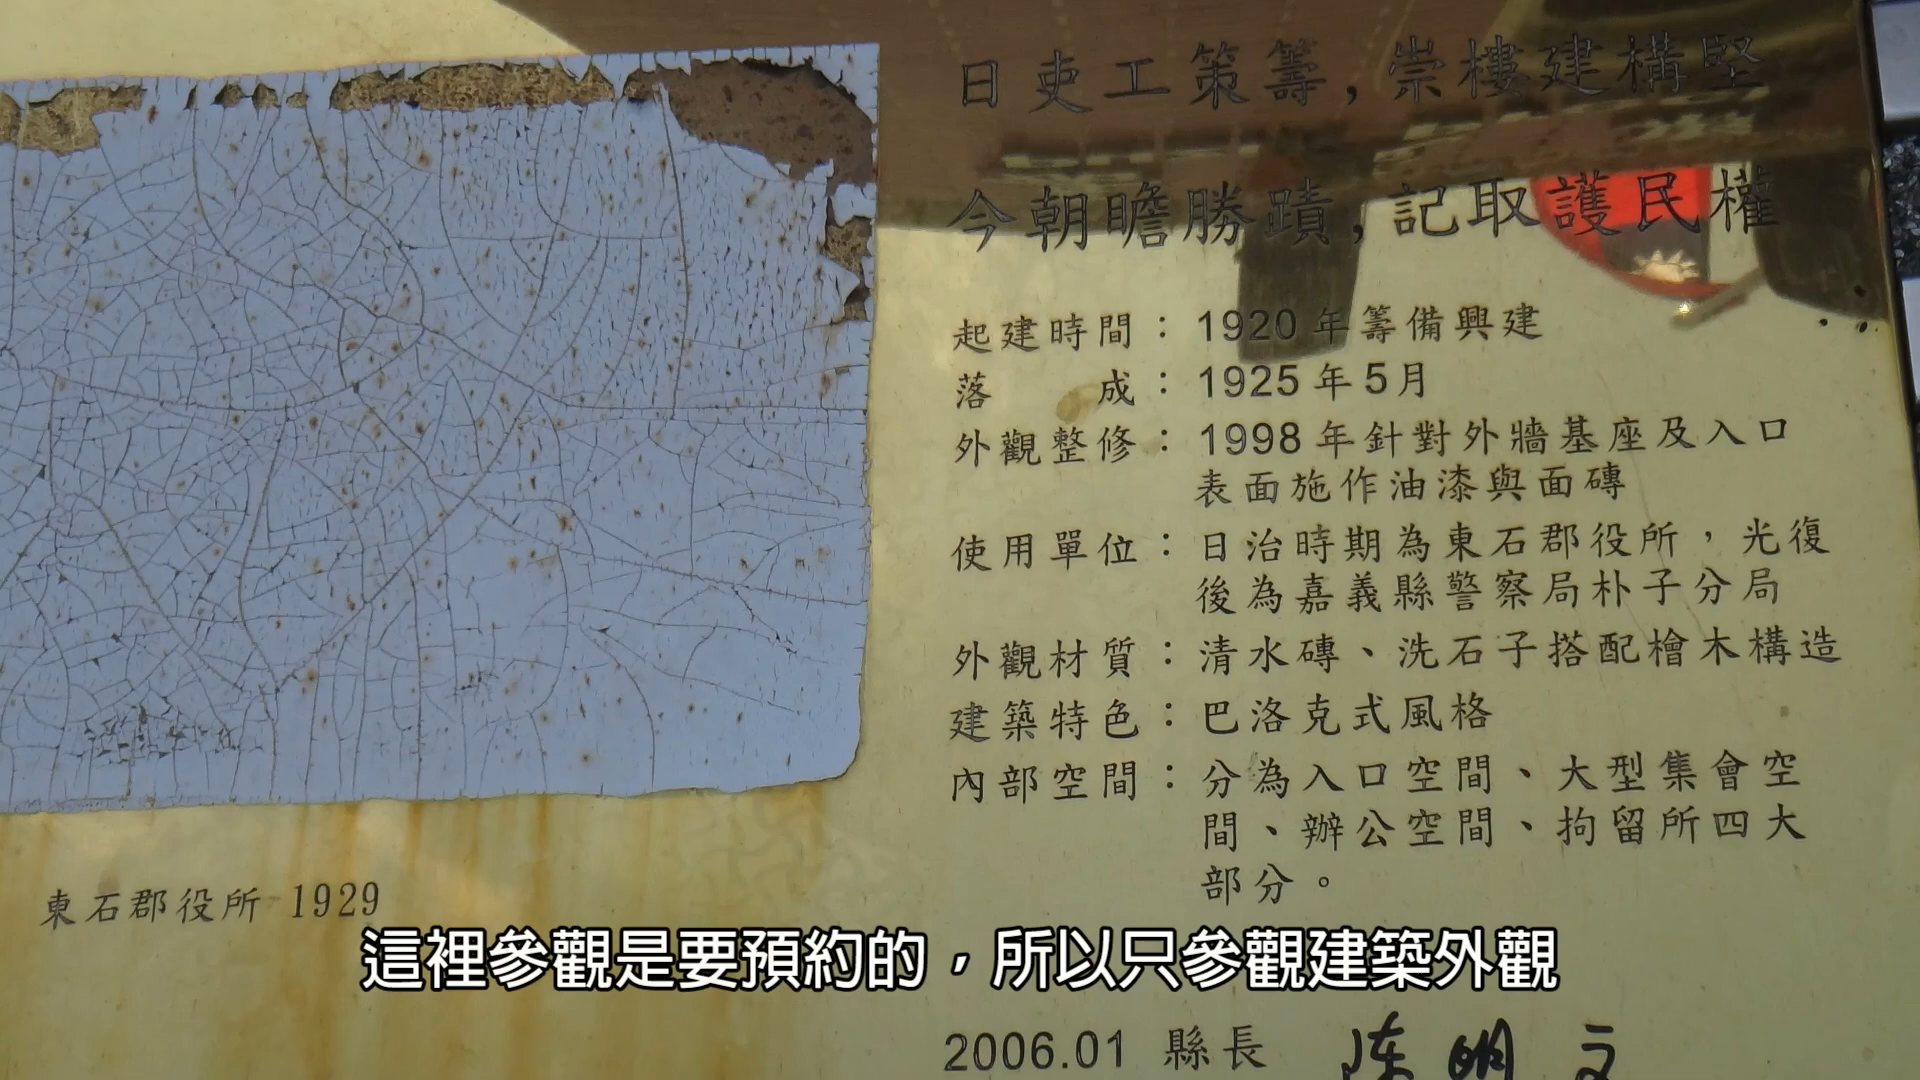 日吏工策籌，崇樓建構堅
今朝瞻勝蹟，記取護民權
起建時間：1920年籌備興建
落　　成：1925年5月
外觀整修：1998年針對外牆基座及入口
表面施作油漆與面磚
使用單位：日治時期為東石郡役所，光復
後為嘉義縣警察局朴子分局
外觀材質：清水磚、洗石子搭配檜木構造
建築特色：巴洛克式風格
內部空間：分為入口空間、大型集會空
間、辦公空間、拘留所四大
部分。
東石郡役所 1929
這裡參觀是要預約的，所以只參觀建築外觀
2006.01 縣長 陳明文